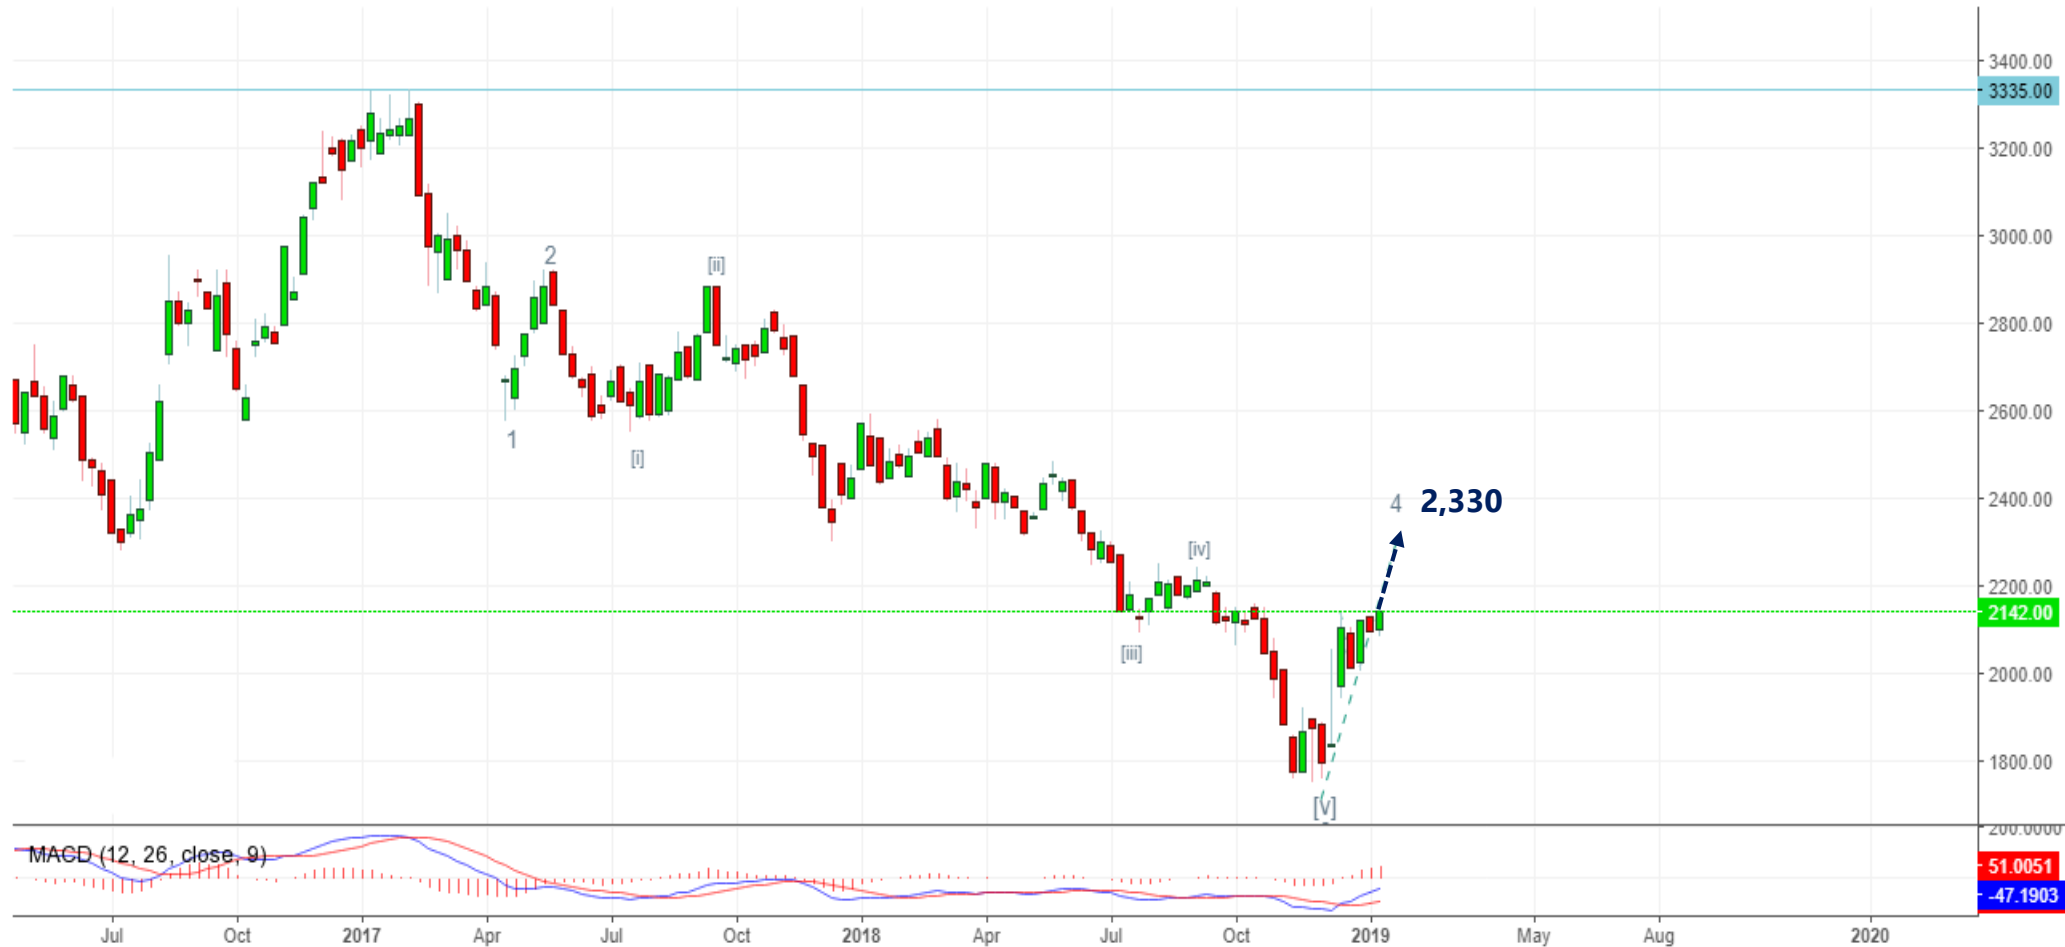 3400.00
3335.00
3200.00
3000.00
2
[ii]
2800.00
2600.00
1
[i]
4 2,330
2400.00
[iv]
2200.00
2142.00
[iii]
2000.00
1800.00
[v]
200.0000
MACD (12, 26, close, 9)
51.0051
-47.1903
Jul Oct 2017 Apr Jul Oct 2018 Apr Jul Oct 2019 May Aug 2020